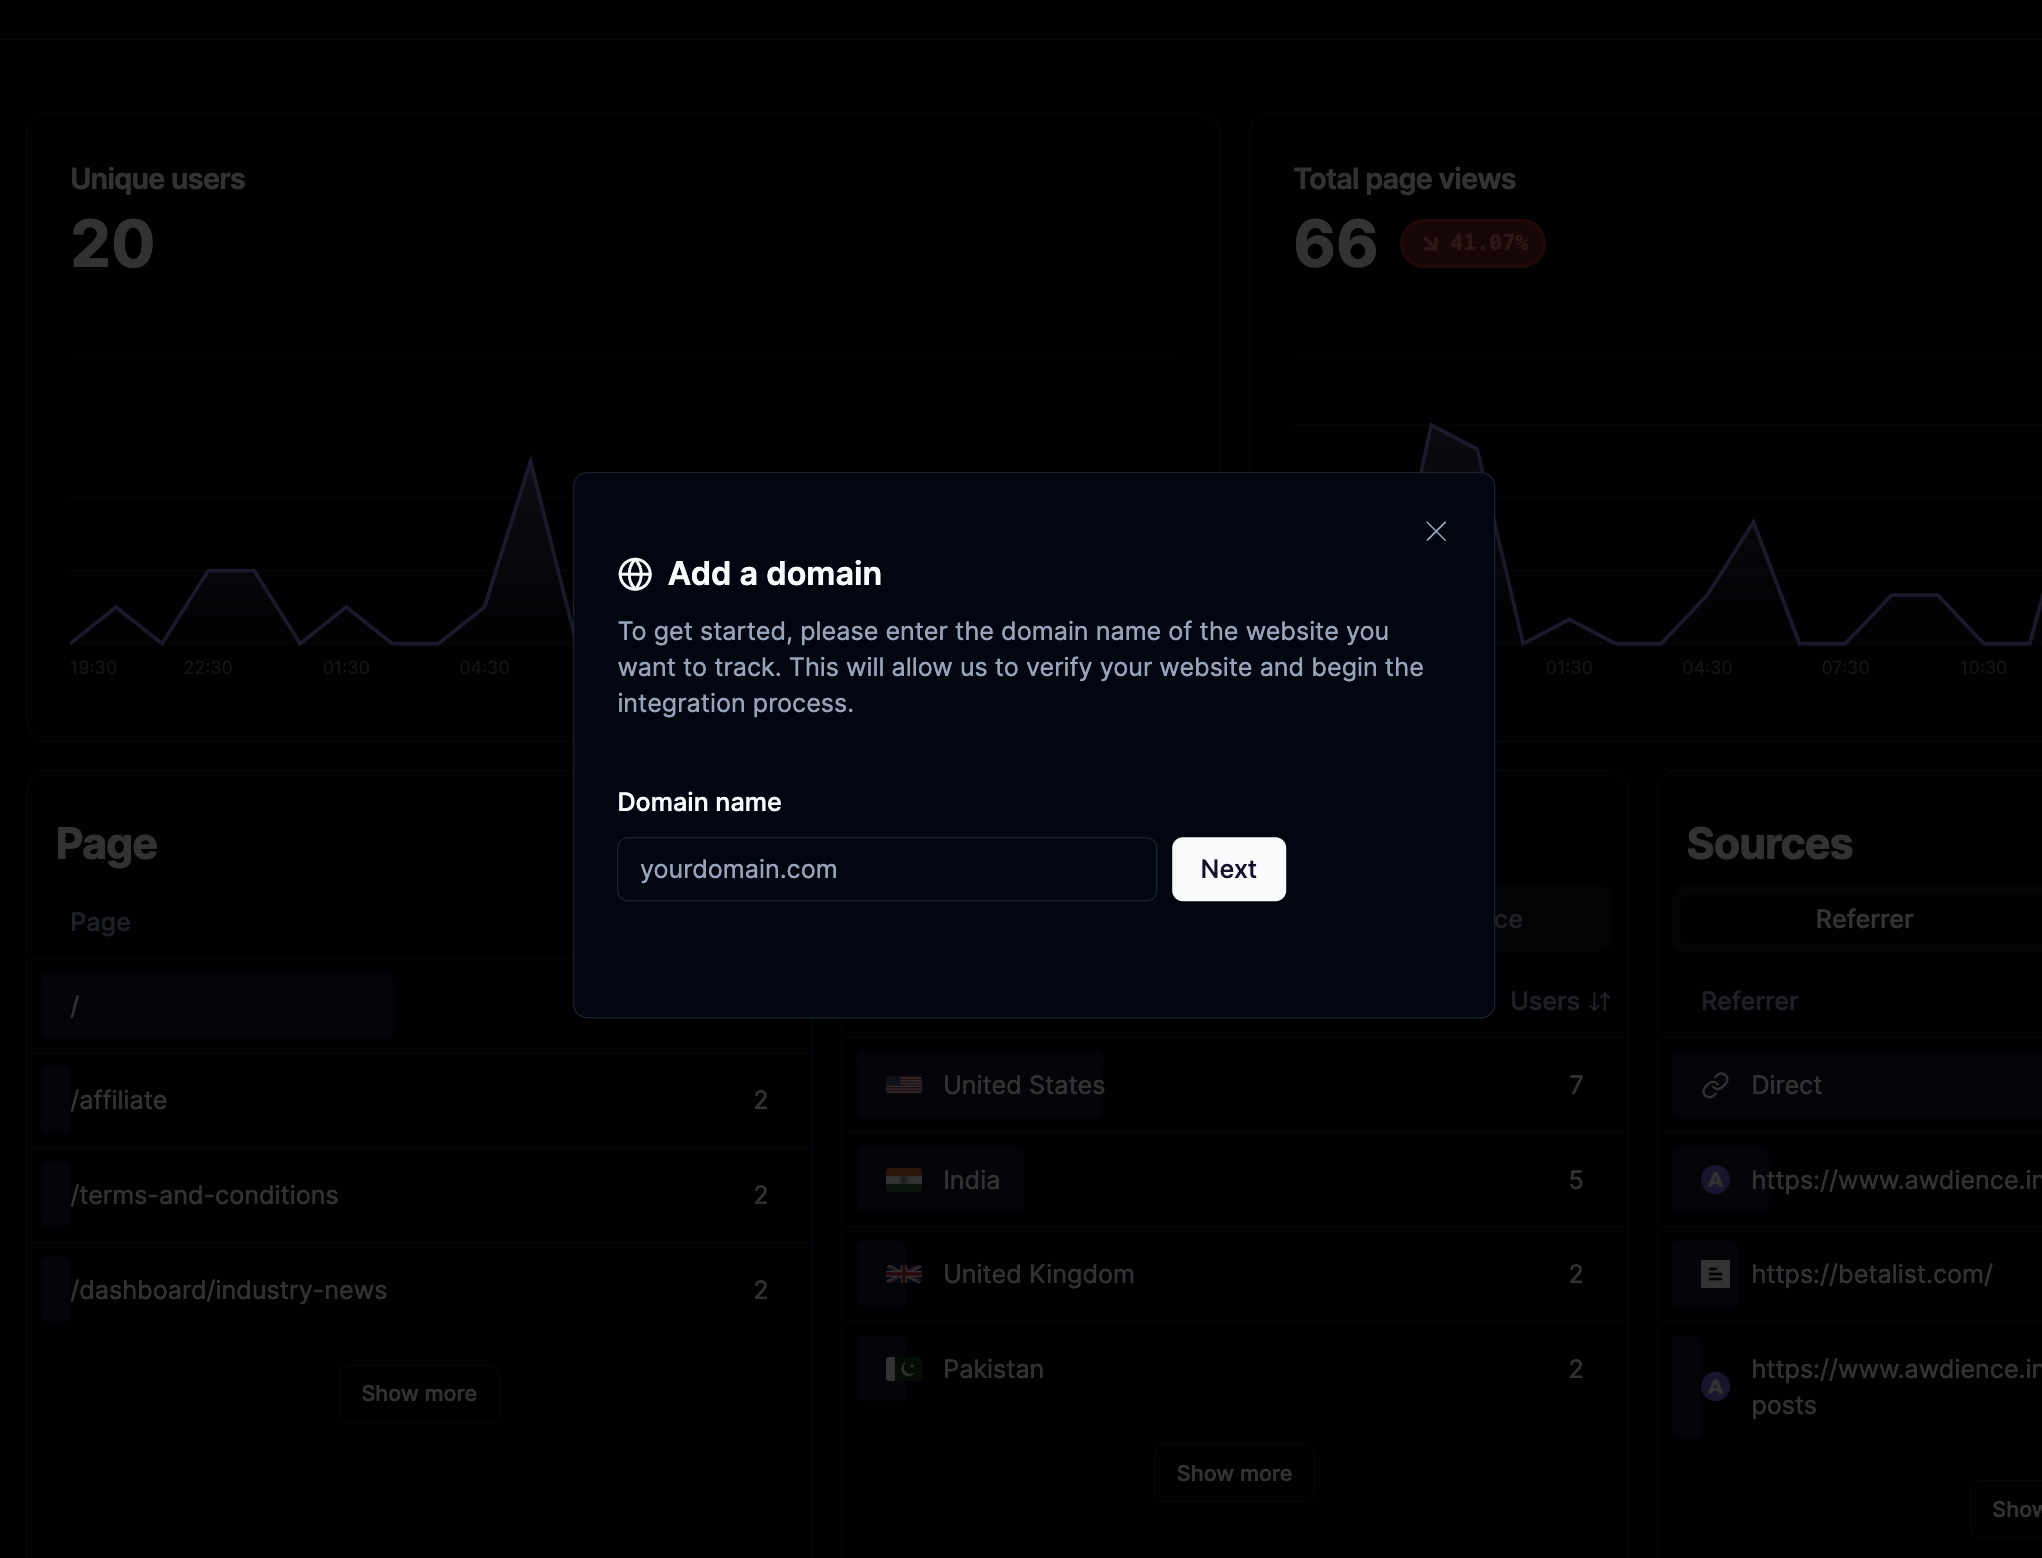 Unique users
20
Total page views
66
41.07%
19:30 22:30 01:30 04:30
01:30 04:30 07:30 10:30
Add a domain
To get started, please enter the domain name of the website you
want to track. This will allow us to verify your website and begin the
integration process.
Domain name
yourdomain.com
Next
Page
Page
/
/affiliate 2
/terms-and-conditions 2
/dashboard/industry-news 2
Show more
Users
United States 7
India 5
United Kingdom 2
Pakistan 2
Show more
Sources
Referrer
Referrer
Direct
A https://www.awdience.in
https://betalist.com/
A https://www.awdience.in
posts